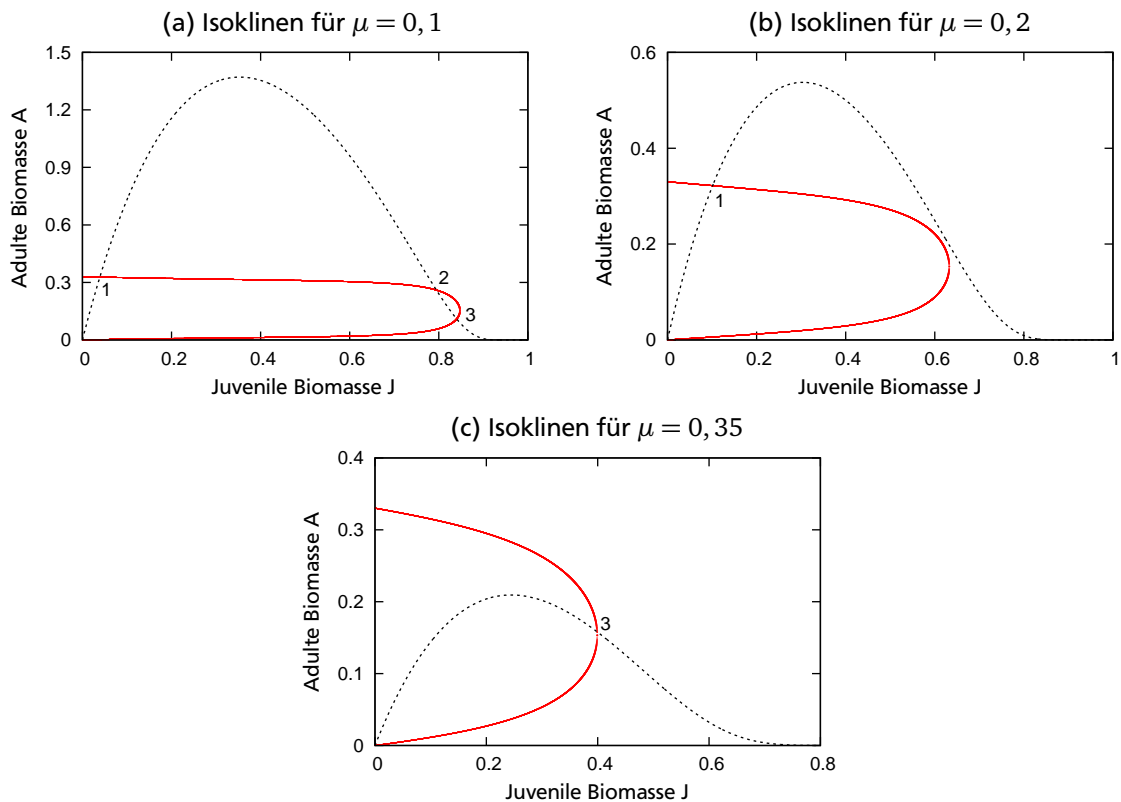 (a) Isoklinen für μ = 0, 1
1.5
1.2
0.9
0.6
0.3
0
Adulte Biomasse A
1
2
3
0 0.2 0.4 0.6 0.8 1
Juvenile Biomasse J
(b) Isoklinen für μ = 0, 2
0.6
0.4
0.2
0
Adulte Biomasse A
1
0 0.2 0.4 0.6 0.8 1
Juvenile Biomasse J
(c) Isoklinen für μ = 0, 35
0.4
0.3
0.2
0.1
0
Adulte Biomasse A
3
0 0.2 0.4 0.6 0.8
Juvenile Biomasse J